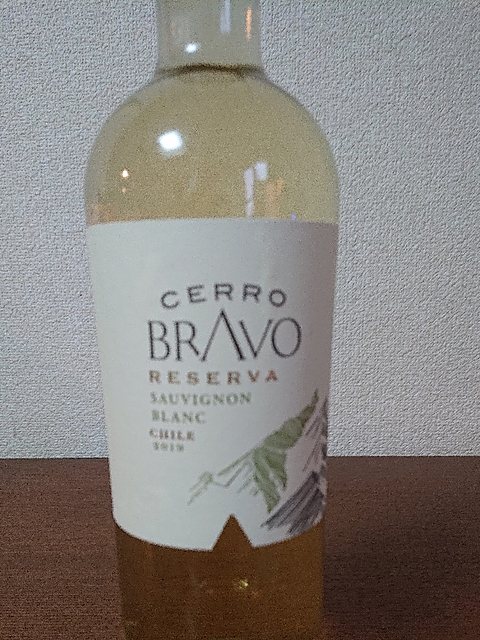 CERRO
BRAVO
RESERVA
SAUVIGNON
BLANC
CHILE
2019